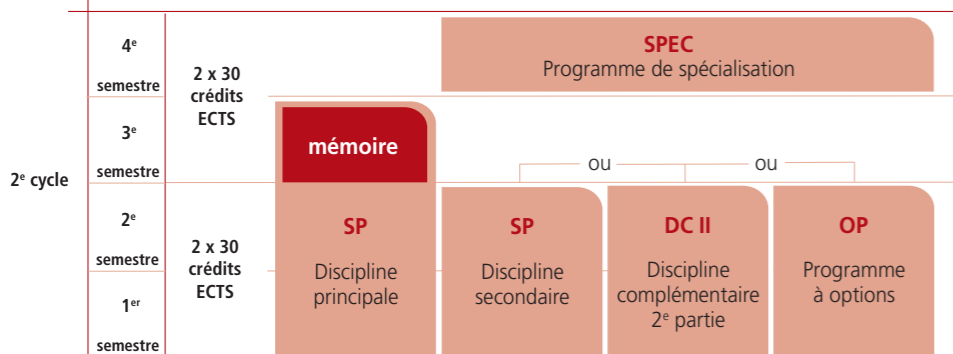 4e
semestre
2 x 30
crédits
ECTS
SPEC
Programme de spécialisation
3e
semestre
mémoire
ou
ou
2e cycle
2e
semestre
2 x 30
crédits
ECTS
SP
Discipline
principale
SP
Discipline
secondaire
DC II
Discipline
complémentaire
2e partie
OP
Programme
à options
1er
semestre